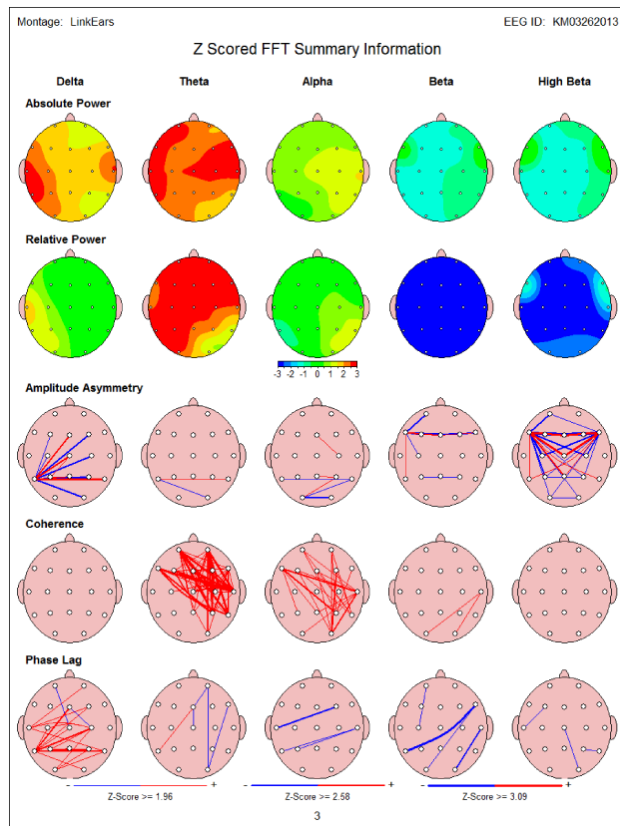 Montage: LinkEars EEG ID: KM03262013
Z Scored FFT Summary Information
Delta Theta Alpha Beta High Beta
Absolute Power
Relative Power
-3 -2 -1 0 1 2 3
Amplitude Asymmetry
Coherence
Phase Lag
- + - + - +
Z-Score >= 1.96 Z-Score >= 2.58 Z-Score >= 3.09
3